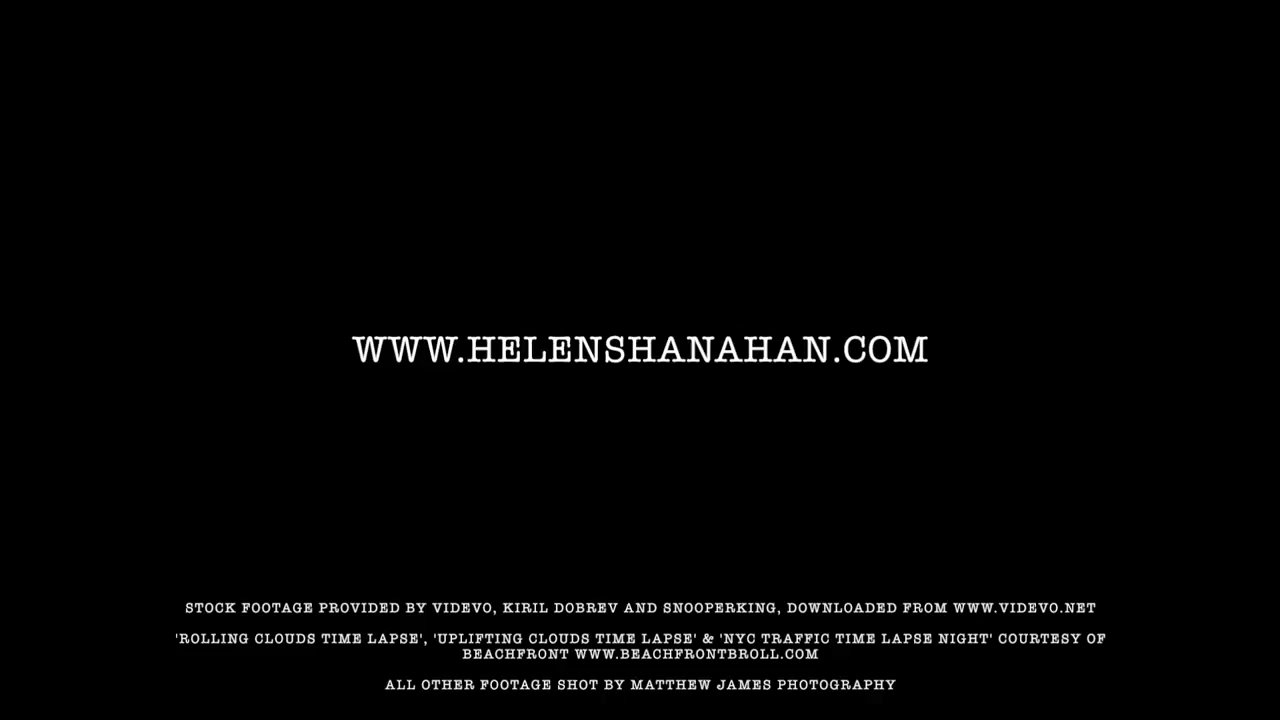 WWW.HELENSHANAHAN.COM
STOCK FOOTAGE PROVIDED BY VIDEVO, KIRIL DOBREV AND SNOOPERKING, DOWNLOADED FROM WWW.VIDEVO.NET
'ROLLING CLOUDS TIME LAPSE', 'UPLIFTING CLOUDS TIME LAPSE' & 'NYC TRAFFIC TIME LAPSE NIGHT' COURTESY OF
BEACHFRONT WWW.BEACHFRONTBROLL.COM
ALL OTHER FOOTAGE SHOT BY MATTHEW JAMES PHOTOGRAPHY